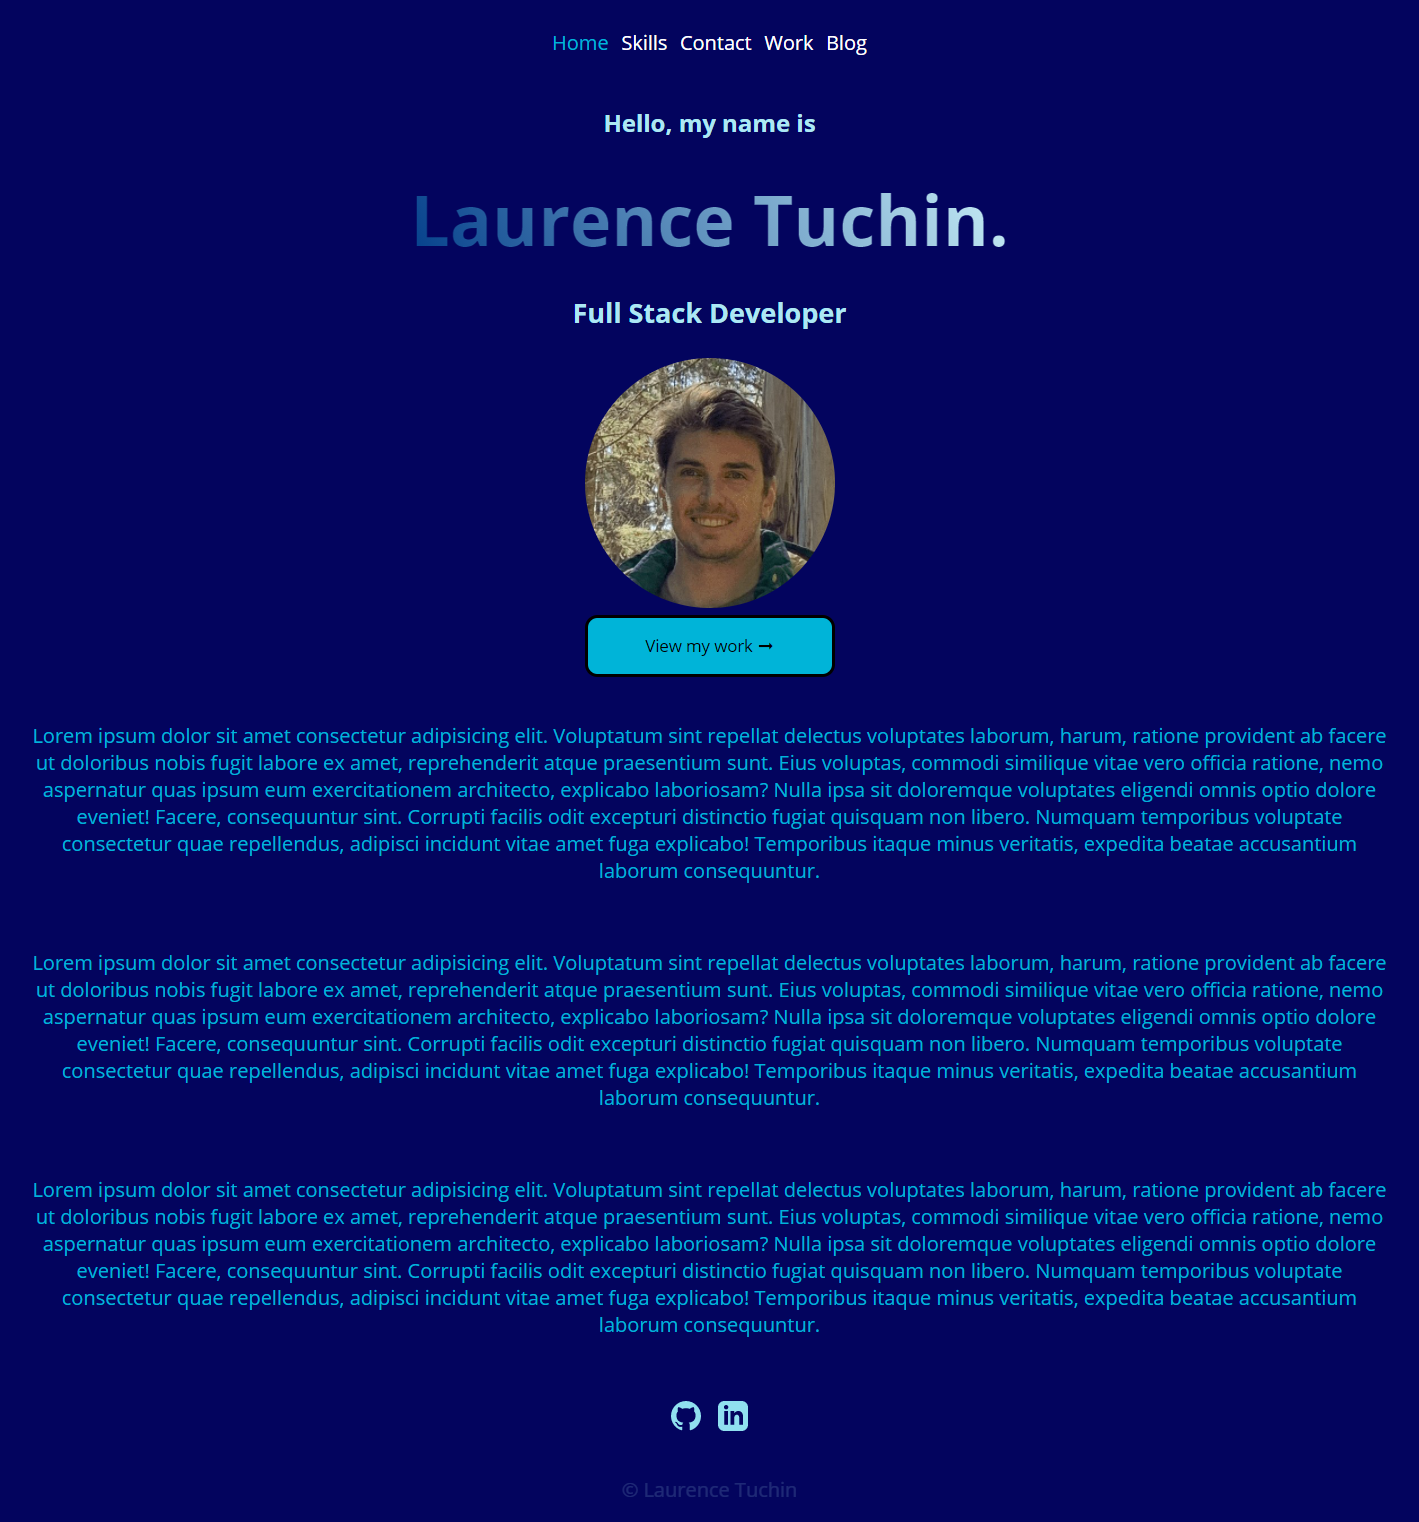 Home Skills Contact Work Blog
Hello, my name is
Laurence Tuchin.
Full Stack Developer
View my work →
Lorem ipsum dolor sit amet consectetur adipisicing elit. Voluptatum sint repellat delectus voluptates laborum, harum, ratione provident ab facere
ut doloribus nobis fugit labore ex amet, reprehenderit atque praesentium sunt. Eius voluptas, commodi similique vitae vero officia ratione, nemo
aspernatur quas ipsum eum exercitationem architecto, explicabo laboriosam? Nulla ipsa sit doloremque voluptates eligendi omnis optio dolore
eveniet! Facere, consequuntur sint. Corrupti facilis odit excepturi distinctio fugiat quisquam non libero. Numquam temporibus voluptate
consectetur quae repellendus, adipisci incidunt vitae amet fuga explicabo! Temporibus itaque minus veritatis, expedita beatae accusantium
laborum consequuntur.
Lorem ipsum dolor sit amet consectetur adipisicing elit. Voluptatum sint repellat delectus voluptates laborum, harum, ratione provident ab facere
ut doloribus nobis fugit labore ex amet, reprehenderit atque praesentium sunt. Eius voluptas, commodi similique vitae vero officia ratione, nemo
aspernatur quas ipsum eum exercitationem architecto, explicabo laboriosam? Nulla ipsa sit doloremque voluptates eligendi omnis optio dolore
eveniet! Facere, consequuntur sint. Corrupti facilis odit excepturi distinctio fugiat quisquam non libero. Numquam temporibus voluptate
consectetur quae repellendus, adipisci incidunt vitae amet fuga explicabo! Temporibus itaque minus veritatis, expedita beatae accusantium
laborum consequuntur.
Lorem ipsum dolor sit amet consectetur adipisicing elit. Voluptatum sint repellat delectus voluptates laborum, harum, ratione provident ab facere
ut doloribus nobis fugit labore ex amet, reprehenderit atque praesentium sunt. Eius voluptas, commodi similique vitae vero officia ratione, nemo
aspernatur quas ipsum eum exercitationem architecto, explicabo laboriosam? Nulla ipsa sit doloremque voluptates eligendi omnis optio dolore
eveniet! Facere, consequuntur sint. Corrupti facilis odit excepturi distinctio fugiat quisquam non libero. Numquam temporibus voluptate
consectetur quae repellendus, adipisci incidunt vitae amet fuga explicabo! Temporibus itaque minus veritatis, expedita beatae accusantium
laborum consequuntur.
in
© Laurence Tuchin